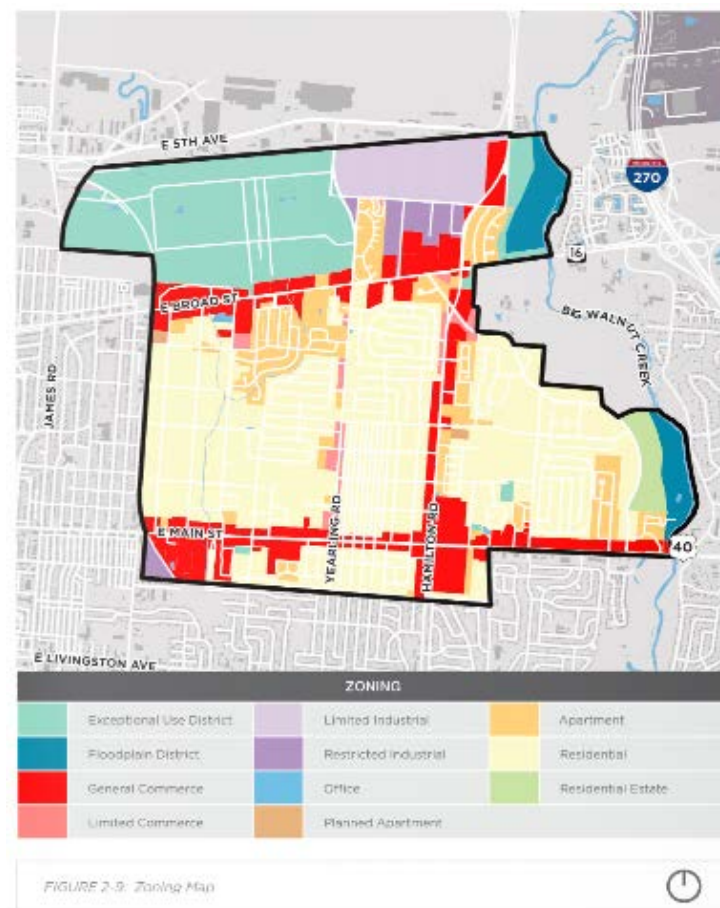 E 5TH AVE
270
16
E BROAD ST
BIG WALNUT CREEK
JAMES RD
YEARLING RD
HAMILTON RD
E MAIN ST
40
E LIVINGSTON AVE
ZONING
Exceptional Use District
Limited Industrial
Apartment
Floodplain District
Restricted Industrial
Residential
General Commerce
Office
Residential Estate
Limited Commerce
Planned Apartment
FIGURE 2-9: Zoning Map